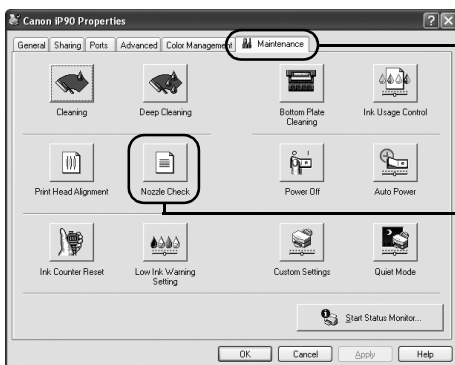 Canon iP90 Properties
General Sharing Ports Advanced Color Management Maintenance
Cleaning Deep Cleaning Bottom Plate Cleaning Ink Usage Control
Print Head Alignment Nozzle Check Power Off Auto Power
Ink Counter Reset Low Ink Warning Setting Custom Settings Quiet Mode
Start Status Monitor...
OK Cancel Apply Help